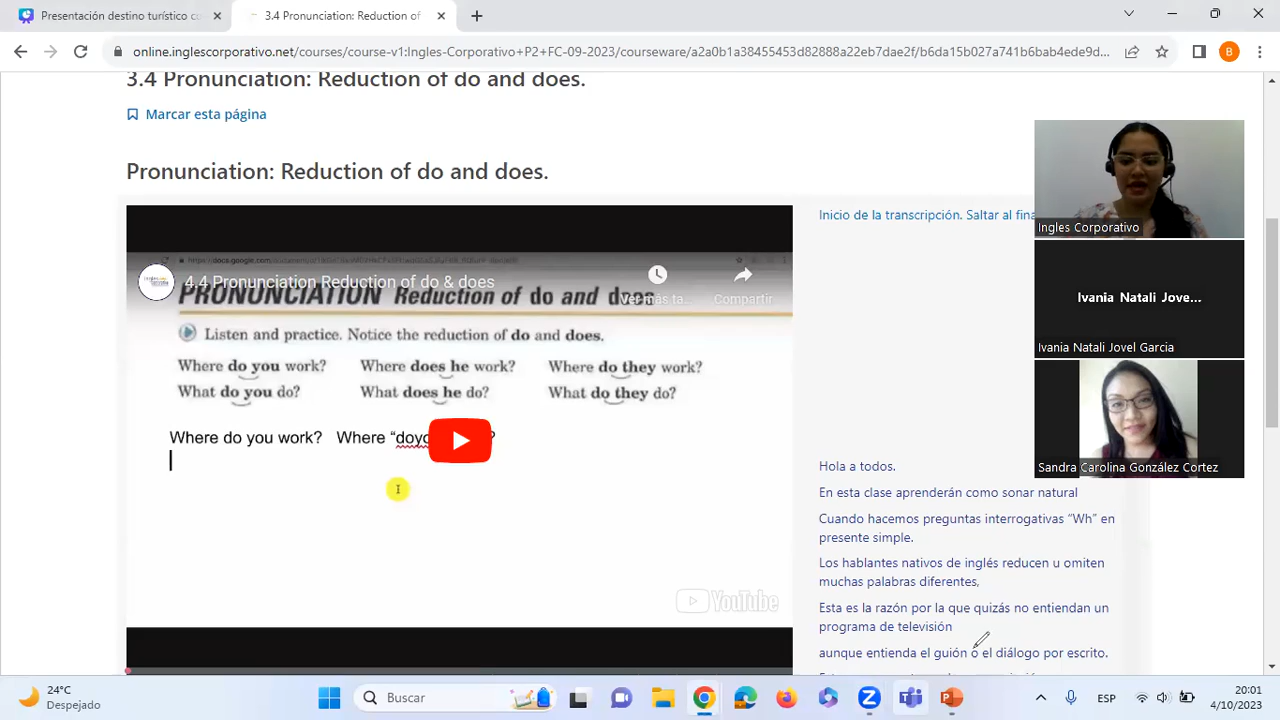 Presentación destino turístico co
3.4 Pronunciation: Reduction of
online.inglescorporativo.net/courses/course-v1:Ingles-Corporativo+P2+FC-09-2023/courseware/a2a0b1a38455453d82888a22eb7dae2f/b6da15b027a741b6bab4ede9d...
B
3.4 Pronunciation: Reduction of do and does.
Marcar esta página
Pronunciation: Reduction of do and does.
Inicio de la transcripción. Saltar al fina
4.4 Pronunciation Reduction of do & does
Ver más ta...
Compartir
PRONUNCIATION Reduction of do and does
Listen and practice. Notice the reduction of do and does.
Where do you work? Where does he work? Where do they work?
What do you do? What does he do? What do they do?
Where do you work? Where “doyo ?
YouTube
Hola a todos.
En esta clase aprenderán como sonar natural
Cuando hacemos preguntas interrogativas “Wh” en
presente simple.
Los hablantes nativos de inglés reducen u omiten
muchas palabras diferentes,
Esta es la razón por la que quizás no entiendan un
programa de televisión
aunque entienda el guión o el diálogo por escrito.
Ingles Corporativo
Ivania Natali Jove...
Ivania Natali Jovel Garcia
Sandra Carolina González Cortez
24°C
Despejado
Buscar
ESP
20:01
4/10/2023